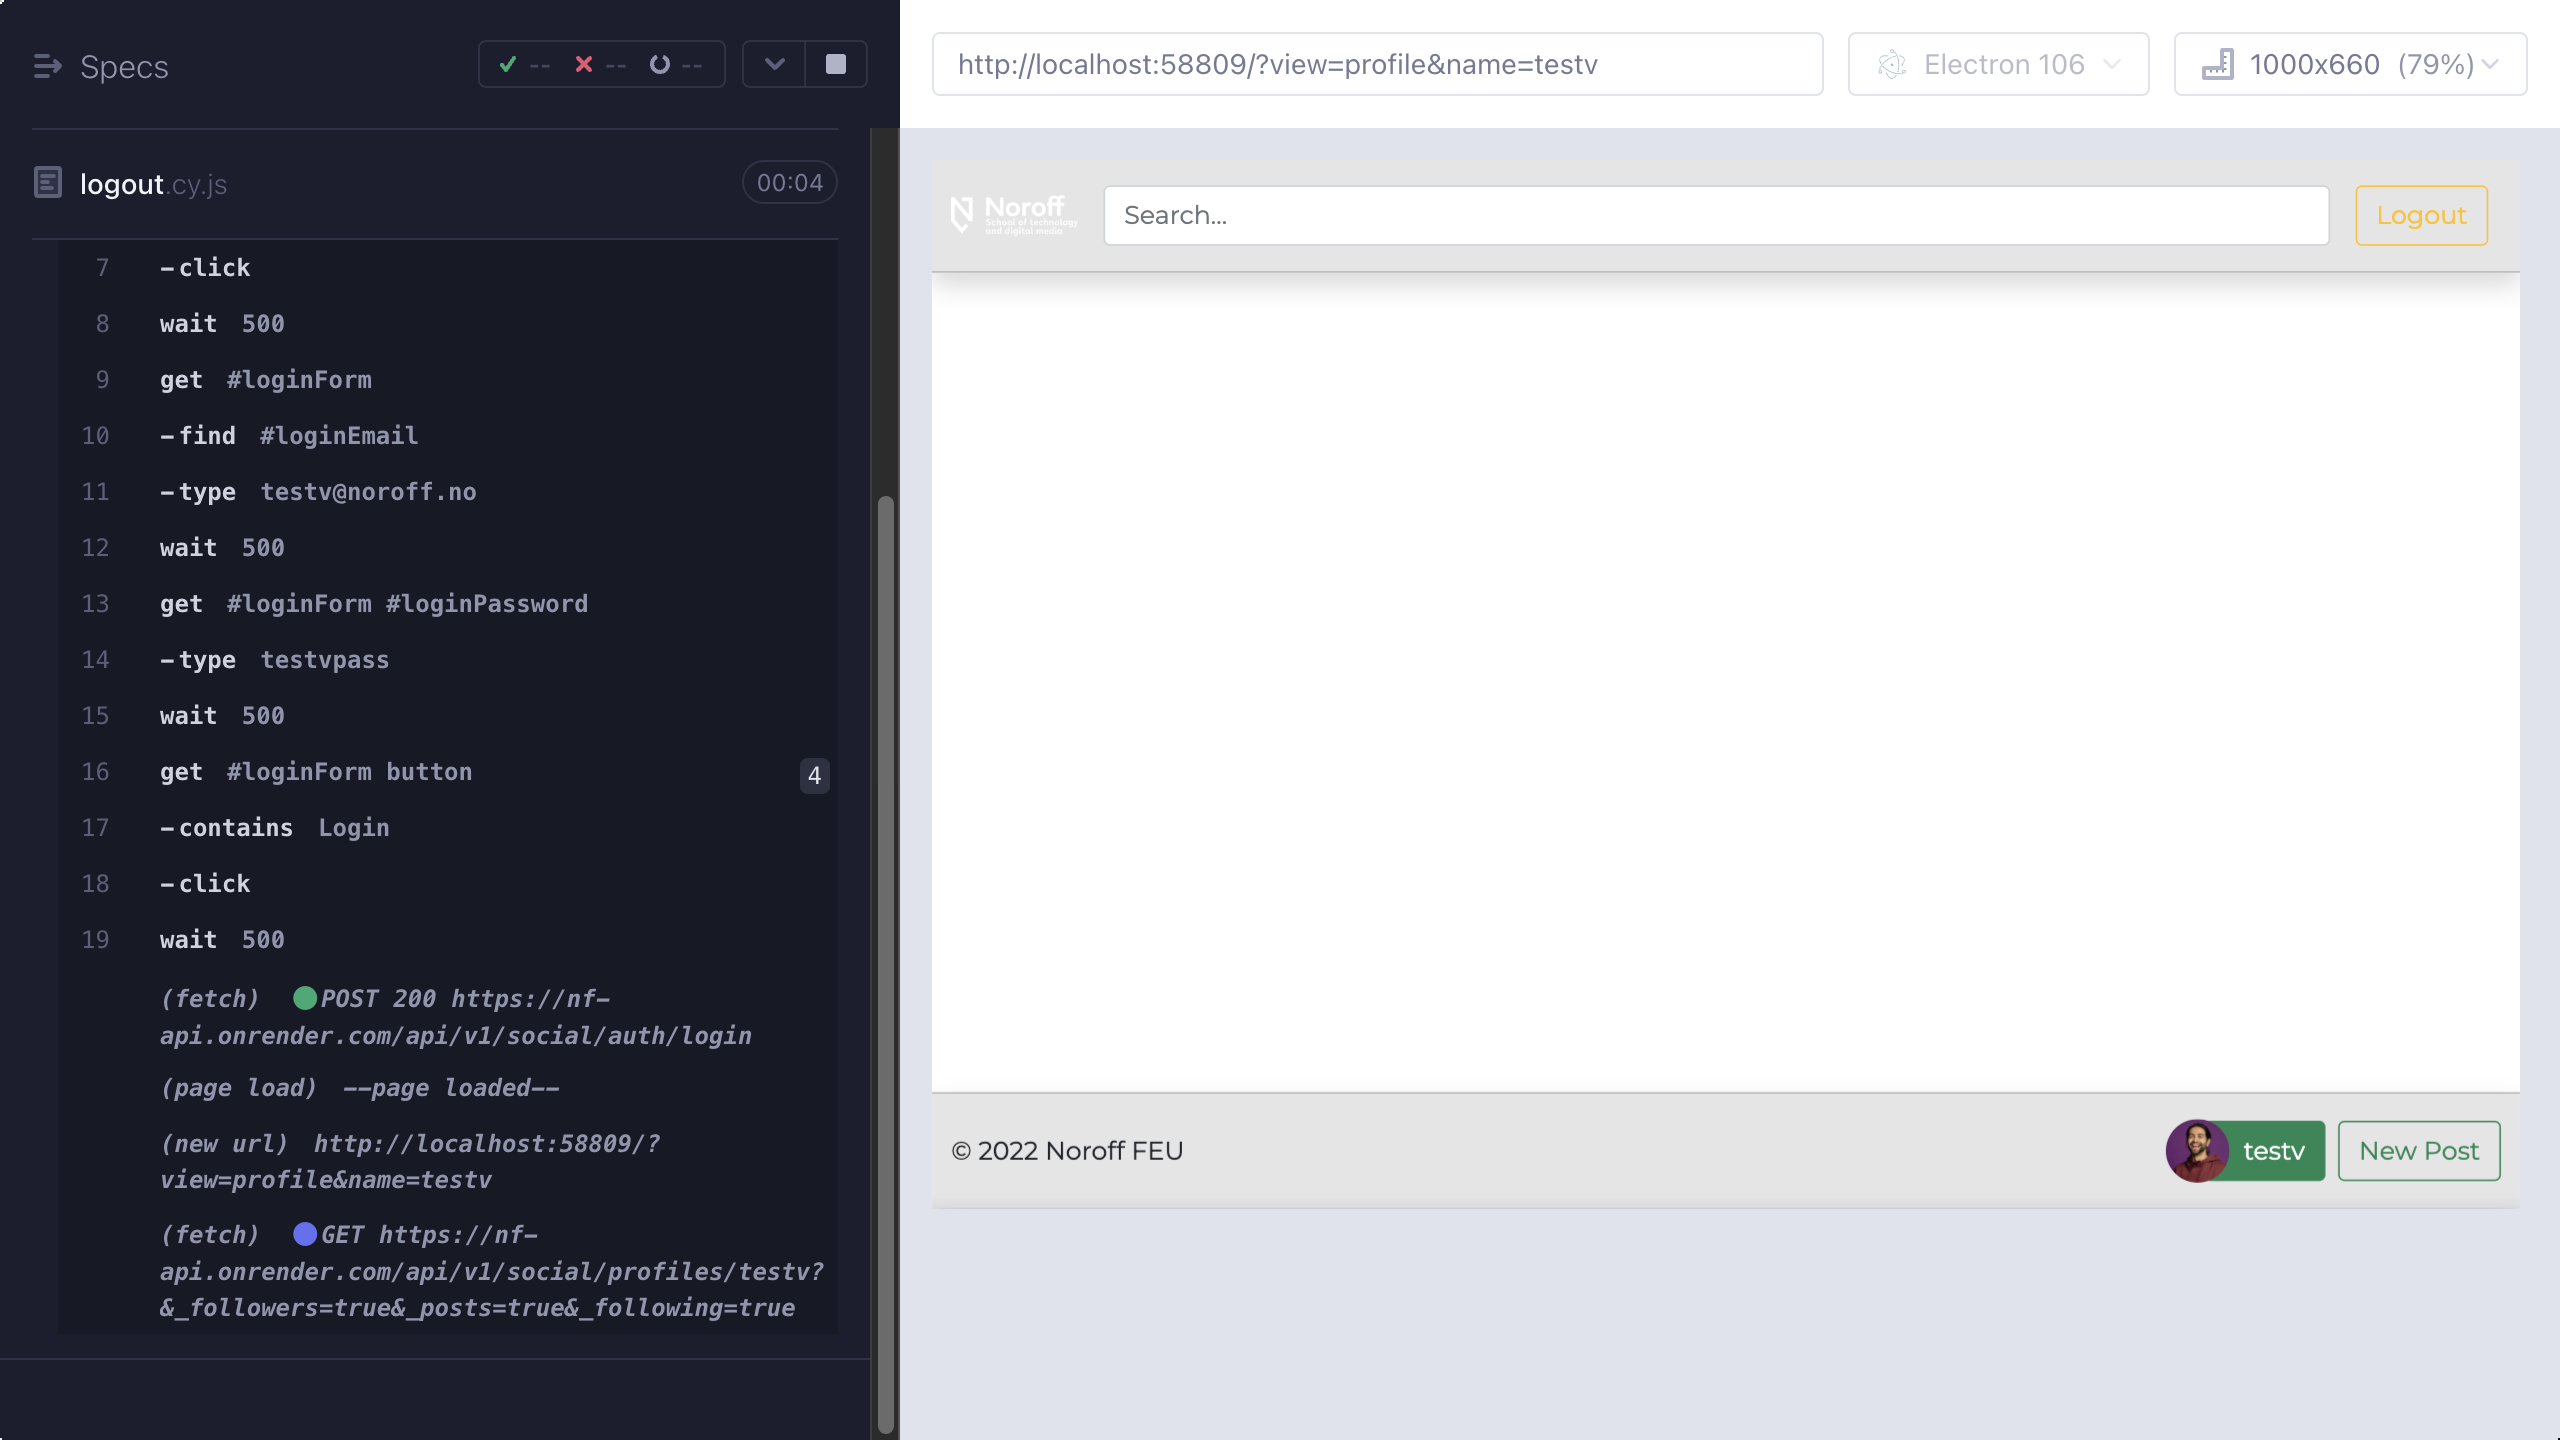 Specs
-- -- --
logout.cy.js 00:04
7 -click
8 wait 500
9 get #loginForm
10 -find #loginEmail
11 -type testv@noroff.no
12 wait 500
13 get #loginForm #loginPassword
14 -type testvpass
15 wait 500
16 get #loginForm button 4
17 -contains Login
18 -click
19 wait 500
(fetch) POST 200 https://nf-
api.onrender.com/api/v1/social/auth/login
(page load) --page loaded--
(new url) http://localhost:58809/?
view=profile&name=testv
(fetch) GET https://nf-
api.onrender.com/api/v1/social/profiles/testv?
&_followers=true&_posts=true&_following=true
http://localhost:58809/?view=profile&name=testv
Electron 106
1000x660 (79%)
Noroff
School of technology
and digital media
Search...
Logout
© 2022 Noroff FEU
testv
New Post